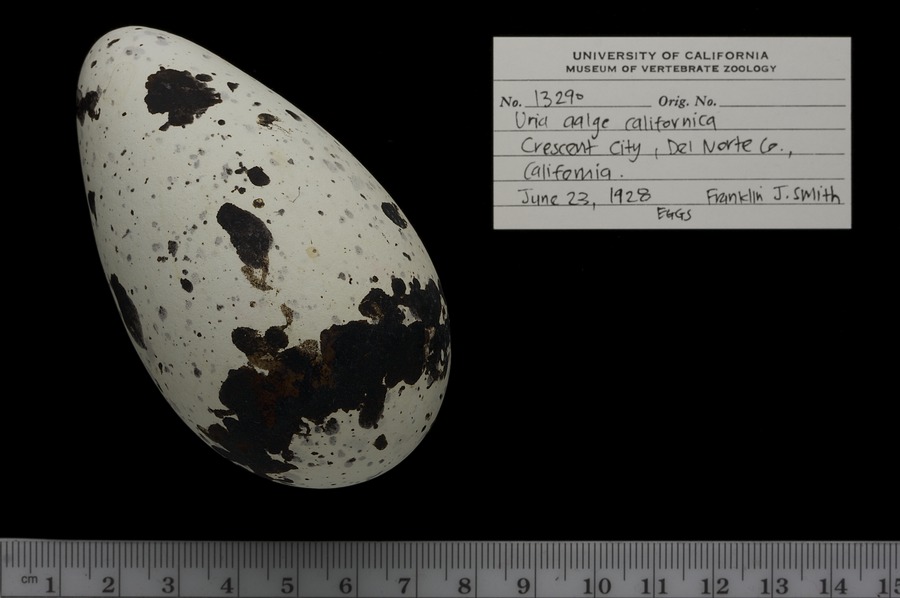 UNIVERSITY OF CALIFORNIA
MUSEUM OF VERTEBRATE ZOOLOGY
No. 13290 Orig. No.
Uria aalge californica
Crescent City, Del Norte Co.,
California.
June 23, 1928 Franklin J. Smith
EGGS
cm 1 2 3 4 5 6 7 8 9 10 11 12 13 14 15